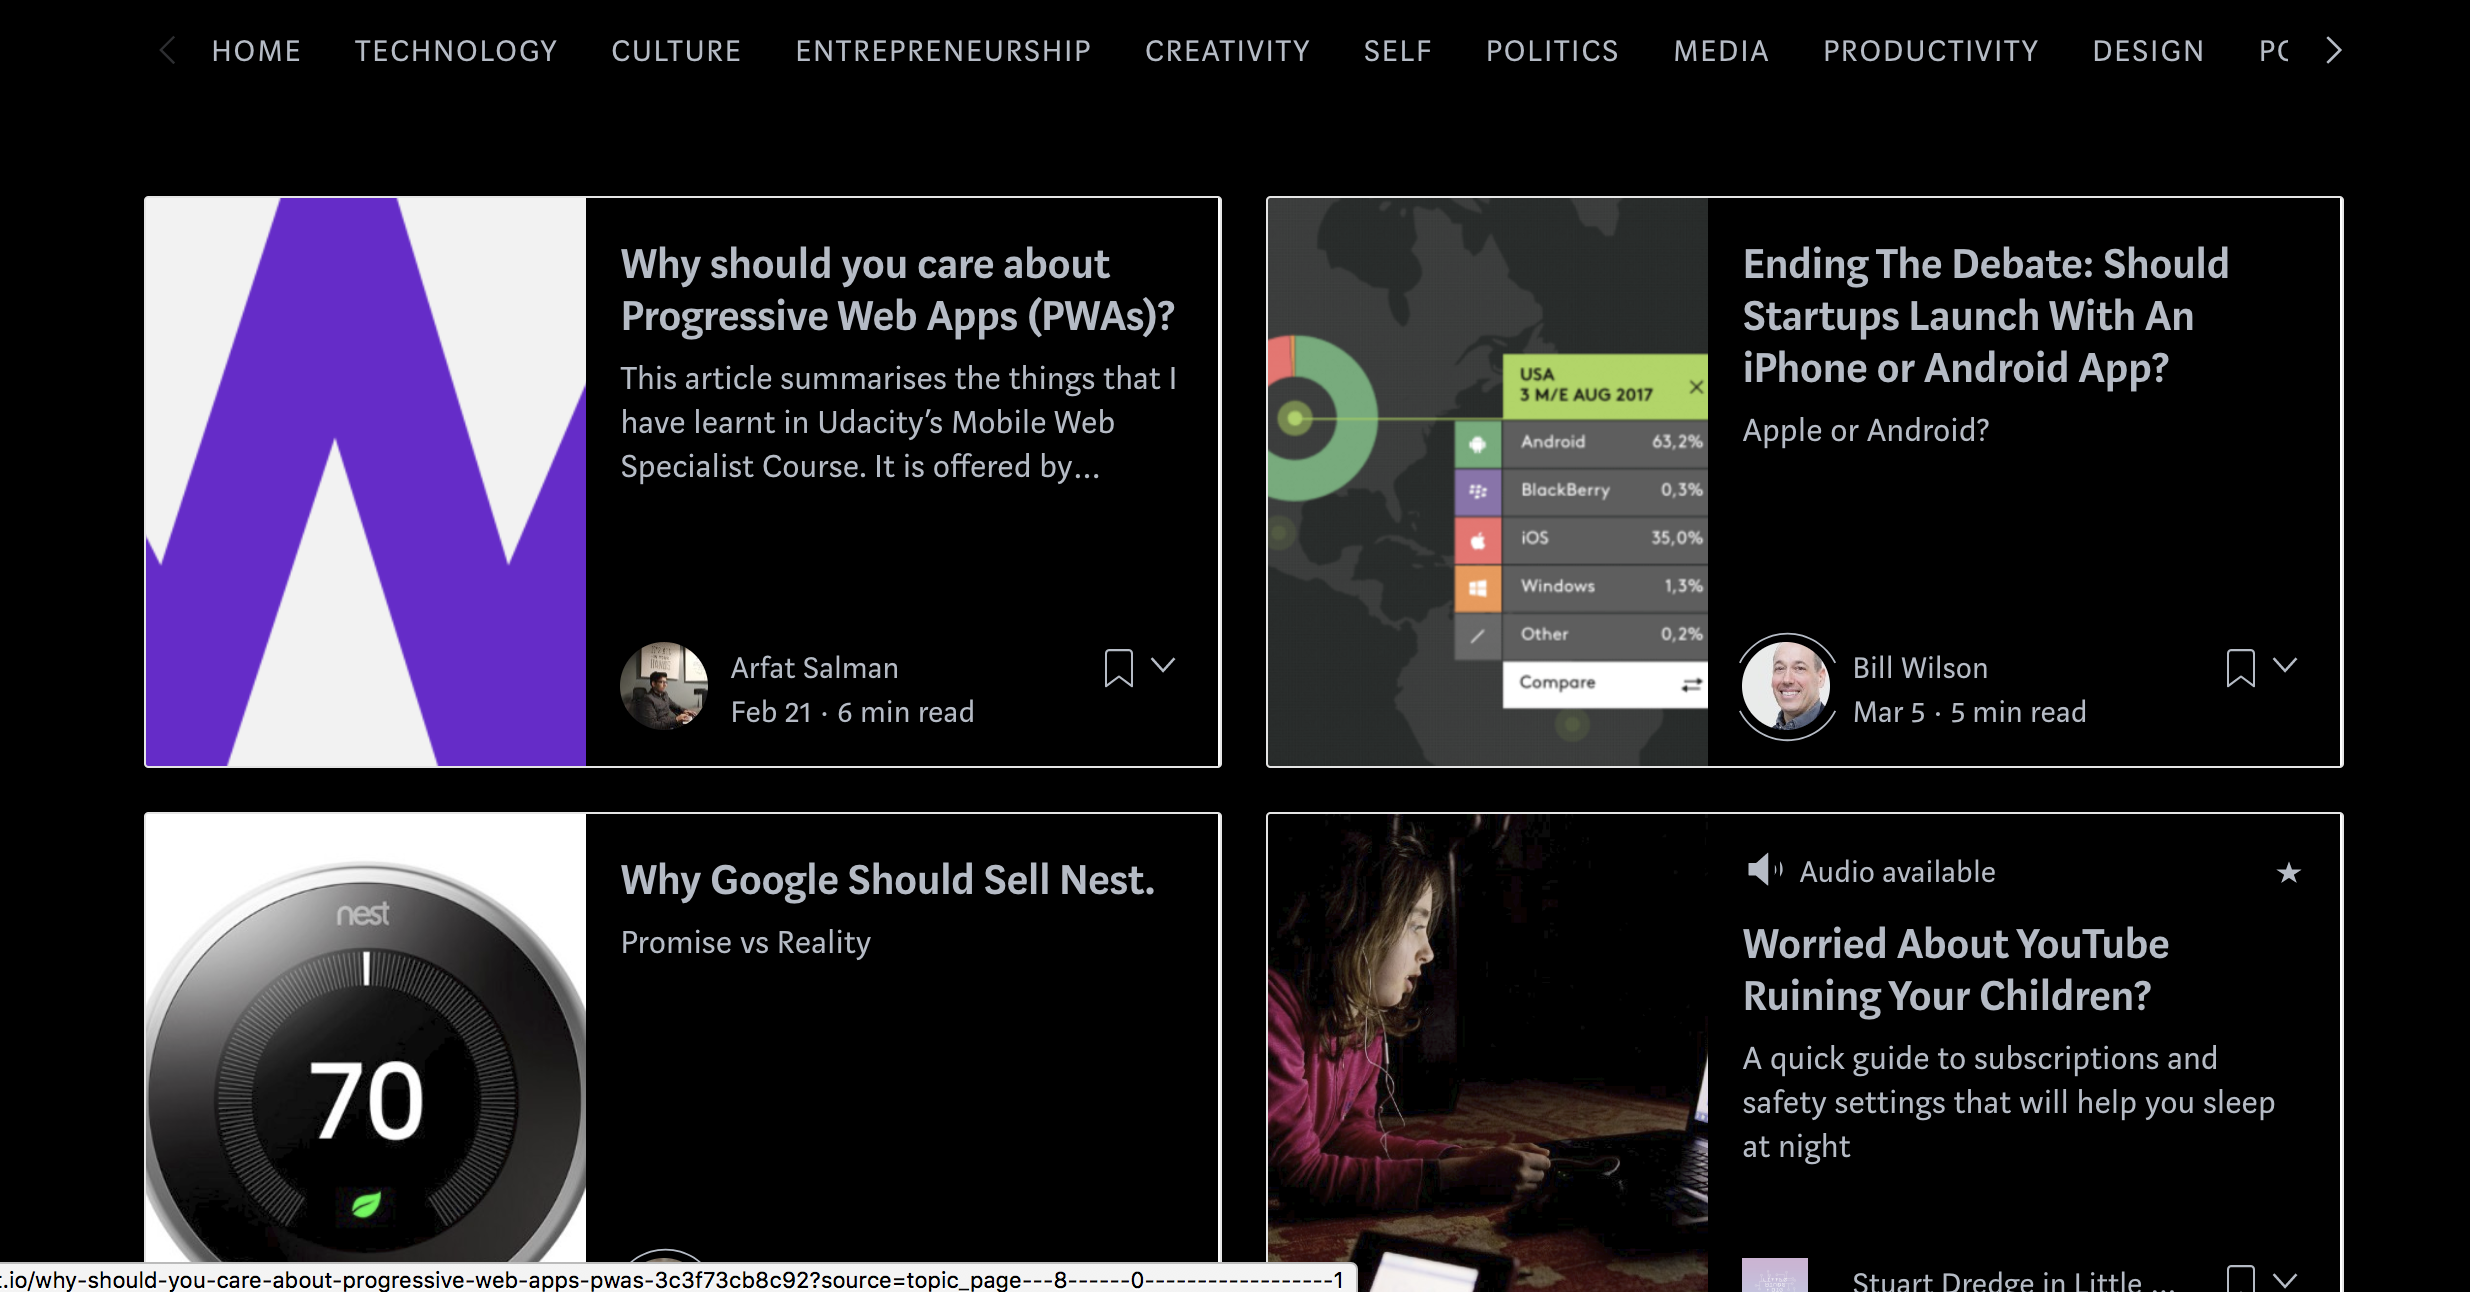 HOME TECHNOLOGY CULTURE ENTREPRENEURSHIP CREATIVITY SELF POLITICS MEDIA PRODUCTIVITY DESIGN
Why should you care about
Progressive Web Apps (PWAs)?
This article summarises the things that I
have learnt in Udacity’s Mobile Web
Specialist Course. It is offered by...
Arfat Salman
Feb 21 · 6 min read
USA
3 M/E AUG 2017
Android 63,2%
BlackBerry 0,3%
iOS 35,0%
Windows 1,3%
Other 0,2%
Compare
Ending The Debate: Should
Startups Launch With An
iPhone or Android App?
Apple or Android?
Bill Wilson
Mar 5 · 5 min read
nest
70
Why Google Should Sell Nest.
Promise vs Reality
Audio available
Worried About YouTube
Ruining Your Children?
A quick guide to subscriptions and
safety settings that will help you sleep
at night
Stuart Dredge in Little ...
t.io/why-should-you-care-about-progressive-web-apps-pwas-3c3f73cb8c92?source=topic_page---8------0-----------------1